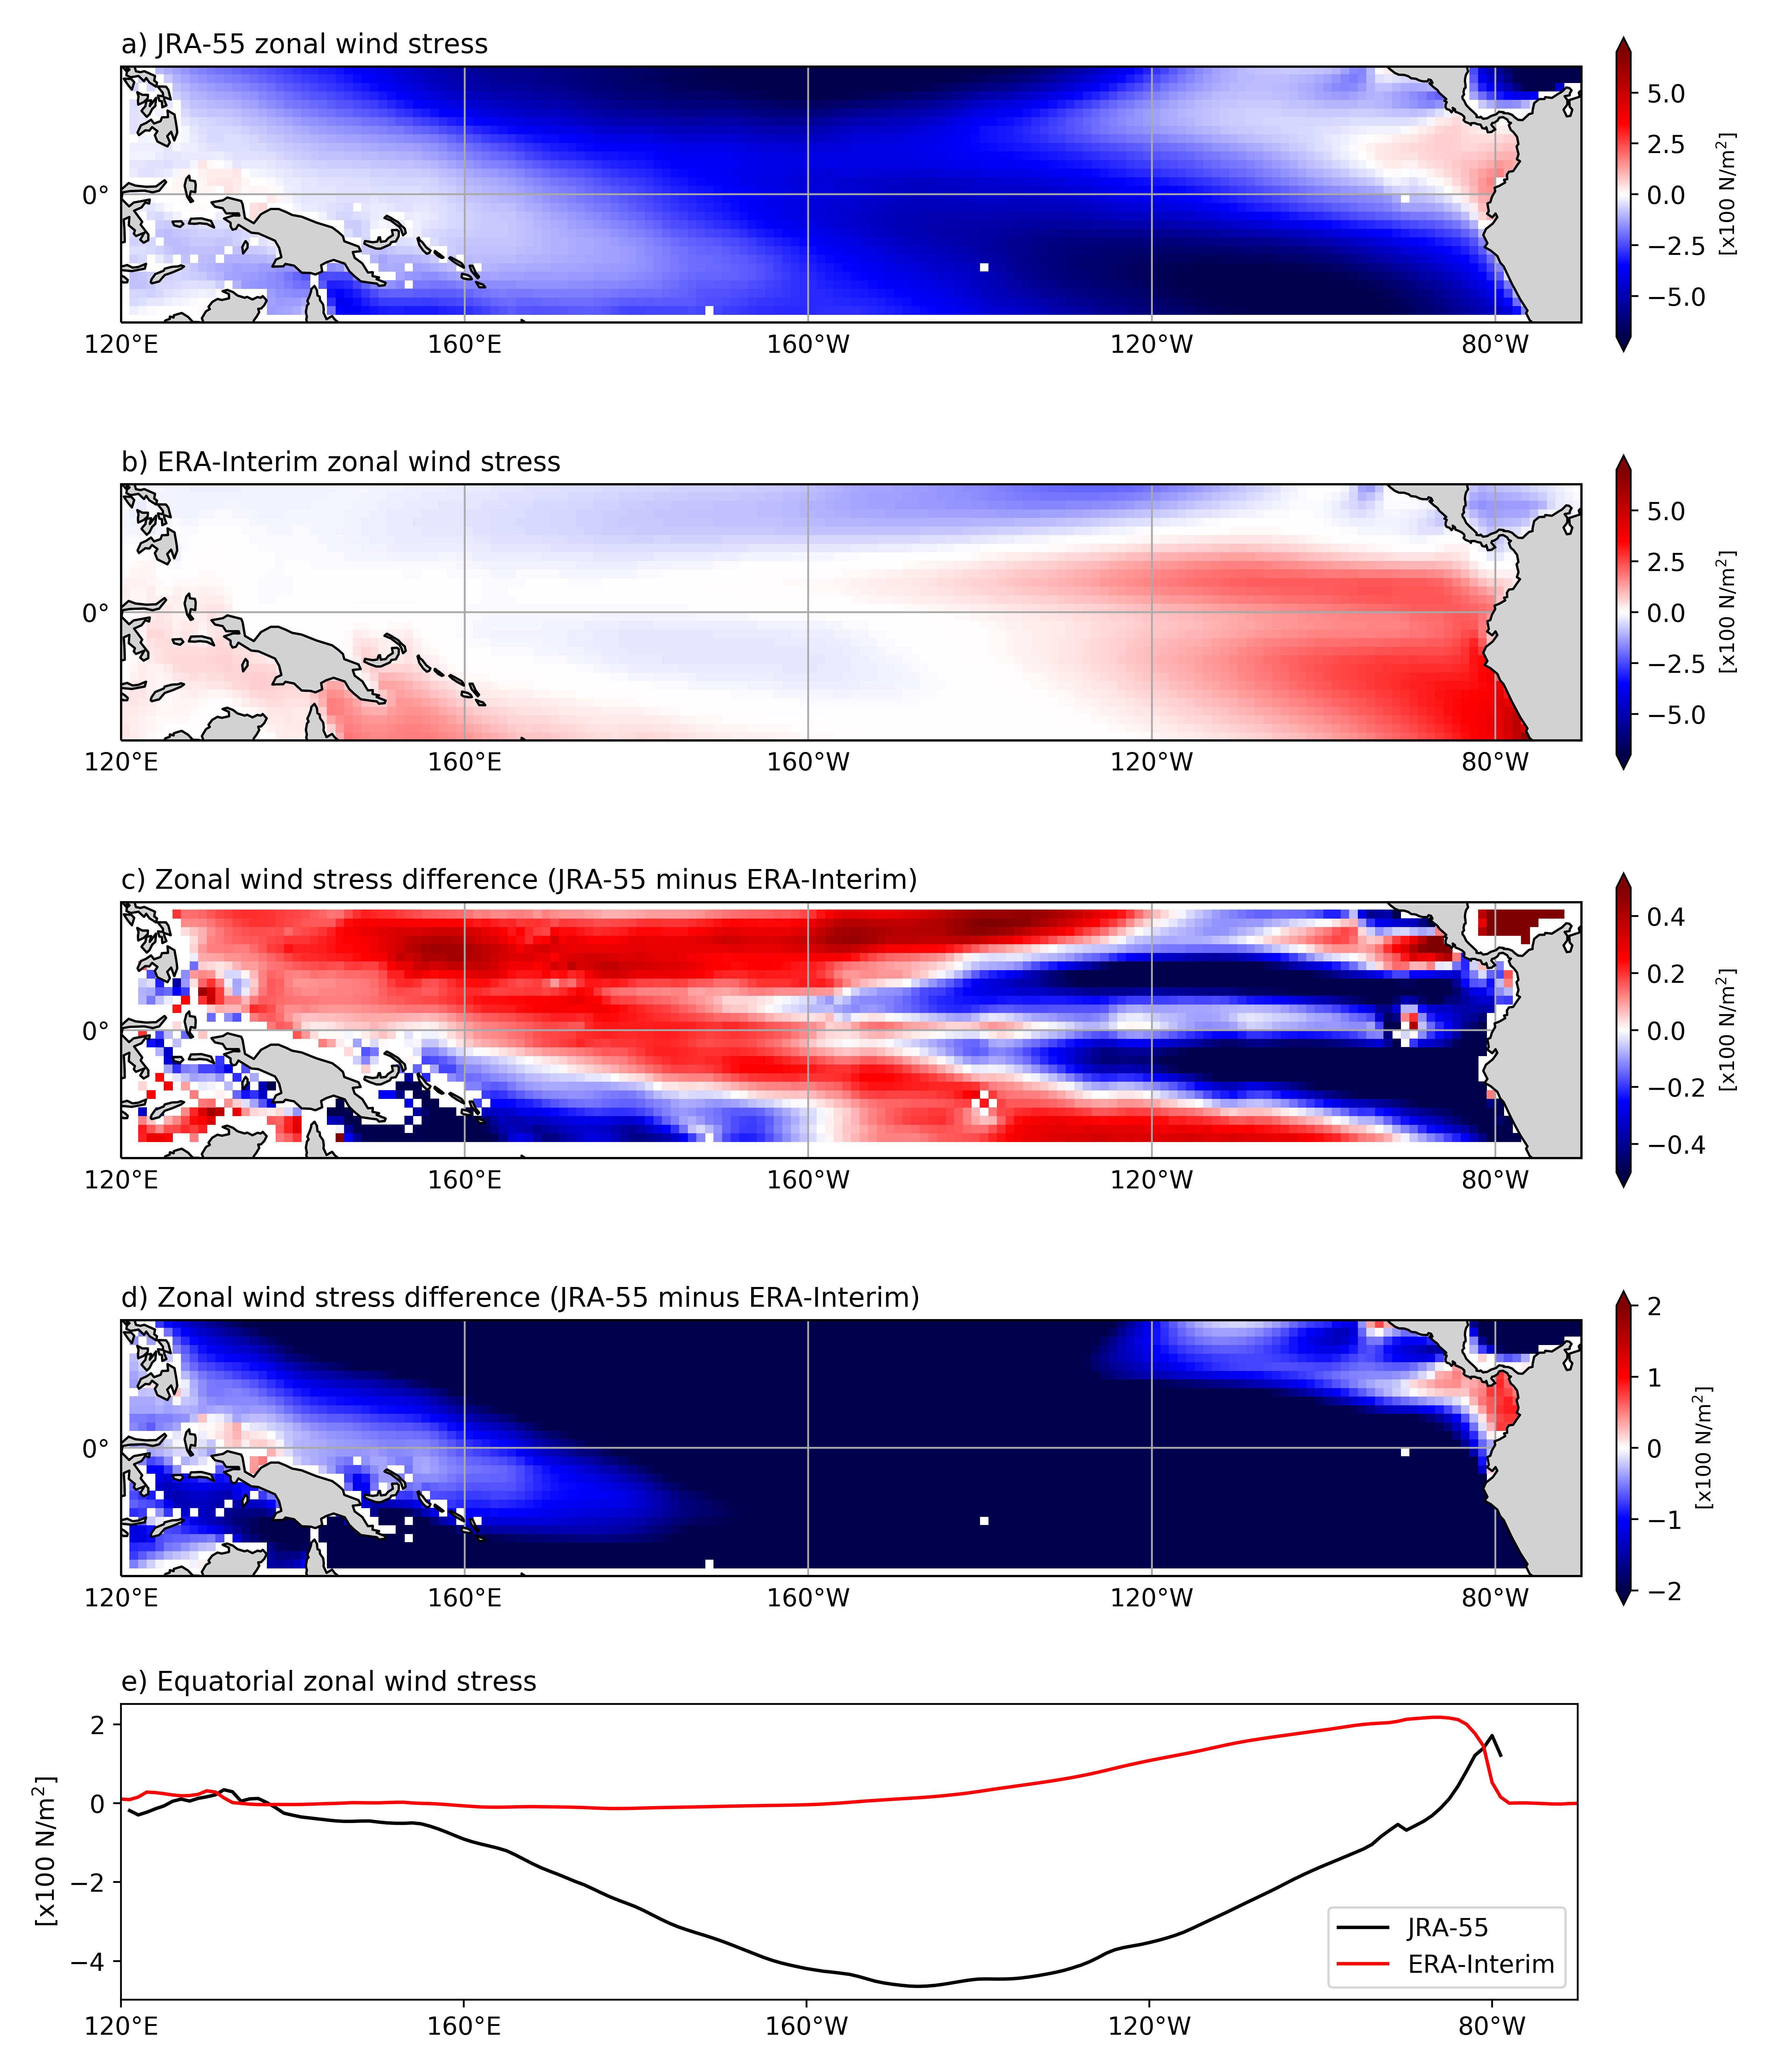 a) JRA-55 zonal wind stress
0°
120°E 160°E 160°W 120°W 80°W
5.0
2.5
0.0
−2.5
−5.0
[x100 N/m²]
b) ERA-Interim zonal wind stress
0°
120°E 160°E 160°W 120°W 80°W
5.0
2.5
0.0
−2.5
−5.0
[x100 N/m²]
c) Zonal wind stress difference (JRA-55 minus ERA-Interim)
0°
120°E 160°E 160°W 120°W 80°W
0.4
0.2
0.0
−0.2
−0.4
[x100 N/m²]
d) Zonal wind stress difference (JRA-55 minus ERA-Interim)
0°
120°E 160°E 160°W 120°W 80°W
2
1
0
−1
−2
[x100 N/m²]
e) Equatorial zonal wind stress
[x100 N/m²]
2
0
−2
−4
JRA-55
ERA-Interim
120°E 160°E 160°W 120°W 80°W